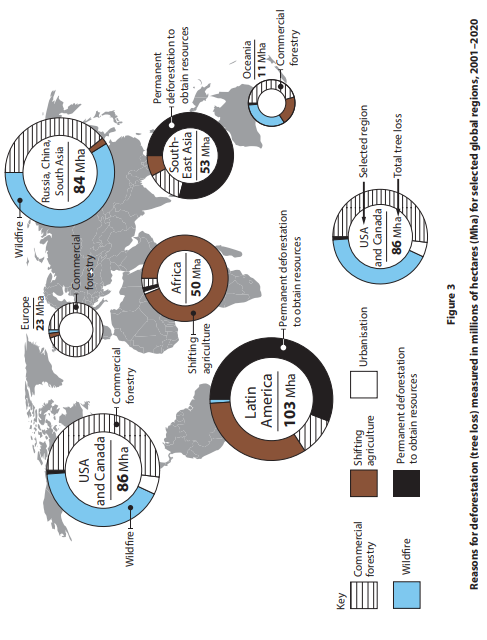 Europe
23 Mha
Commercial
forestry
Wildfire
Russia, China,
South Asia
84 Mha
Permanent
deforestation to
obtain resources
South-
East Asia
53 Mha
Oceania
11 Mha
Commercial
forestry
USA
and Canada
86 Mha
Commercial
forestry
Wildfire
Africa
50 Mha
Shifting
agriculture
Latin
America
103 Mha
Permanent deforestation
to obtain resources
USA
and Canada
86 Mha
Selected region
Total tree loss
Key
Commercial
forestry
Shifting
agriculture
Urbanisation
Wildfire
Permanent deforestation
to obtain resources
Figure 3
Reasons for deforestation (tree loss) measured in millions of hectares (Mha) for selected global regions, 2001–2020